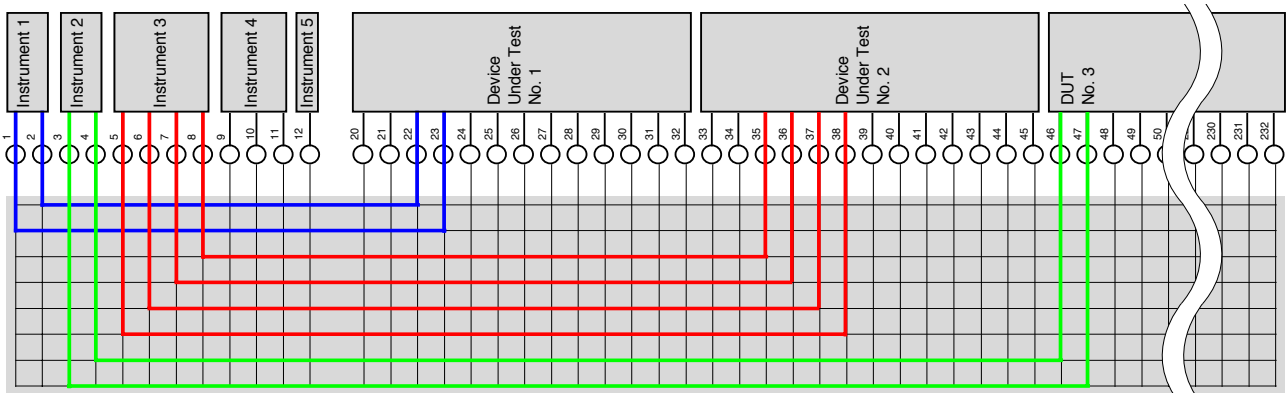 Instrument 1
Instrument 2
Instrument 3
Instrument 4
Instrument 5
Device
Under Test
No. 1
Device
Under Test
No. 2
DUT
No. 3
1 2 3 4 5 6 7 8 9 10 11 12 20 21 22 23 24 25 26 27 28 29 30 31 32 33 34 35 36 37 38 39 40 41 42 43 44 45 46 47 48 49 50 230 231 232